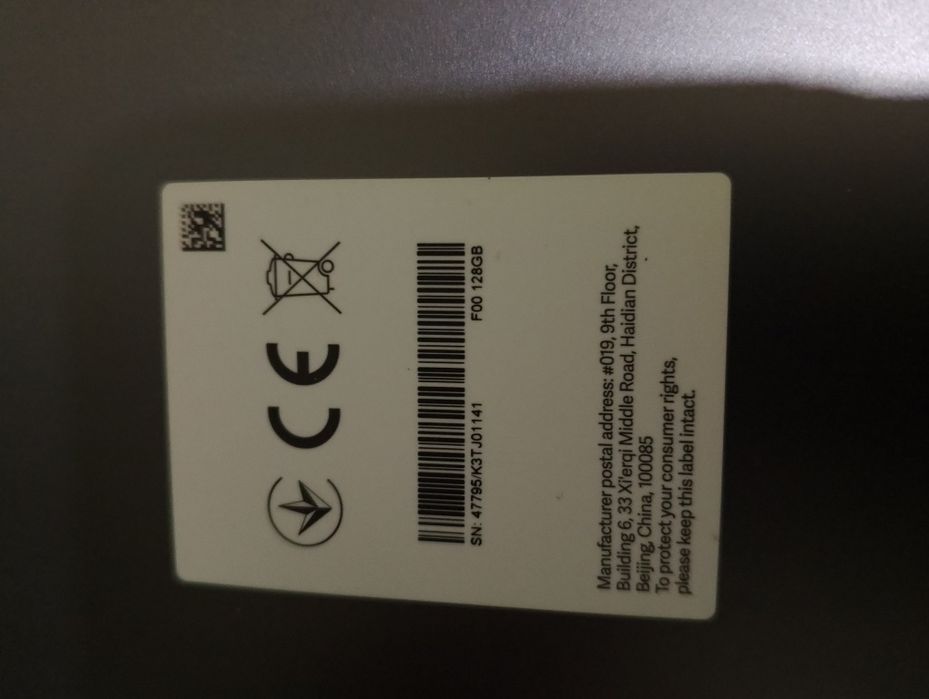 CE
SN: 47795/K3TJ01141
F00 128GB
Manufacturer postal address: #019, 9th Floor,
Building 6, 33 Xi'erqi Middle Road, Haidian District,
Beijing, China, 100085
To protect your consumer rights,
please keep this label intact.